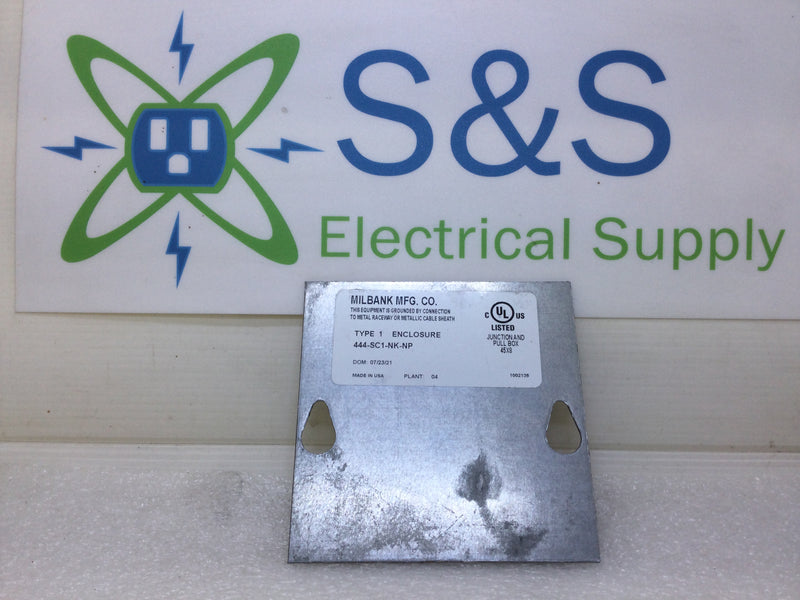 S&S
Electrical Supply
MILBANK MFG. CO.
THIS EQUIPMENT IS GROUNDED BY CONNECTION
TO METAL RACEWAY OR METALLIC CABLE SHEATH
TYPE 1 ENCLOSURE
444-SC1-NK-NP
DOM: 07/23/21
MADE IN USA PLANT: 04
C UL US
LISTED
JUNCTION AND
PULL BOX
45X8
1002136